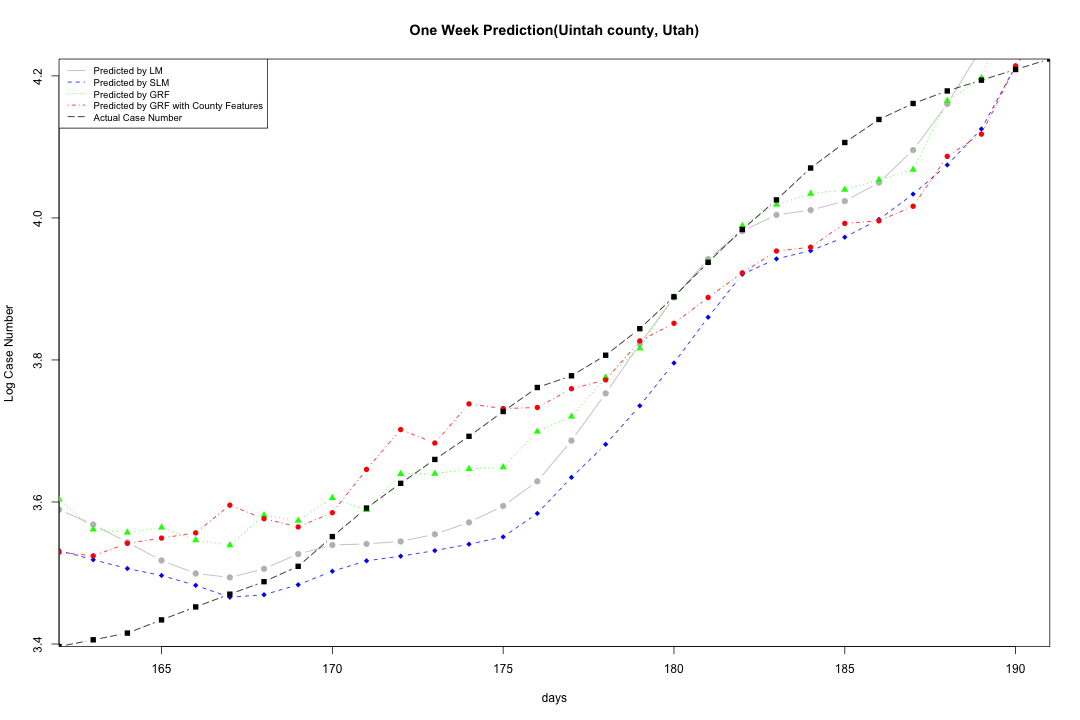 One Week Prediction(Uintah county, Utah)
Predicted by LM
Predicted by SLM
Predicted by GRF
Predicted by GRF with County Features
Actual Case Number
4.2
4.0
3.8
3.6
3.4
Log Case Number
165
170
175
180
185
190
days